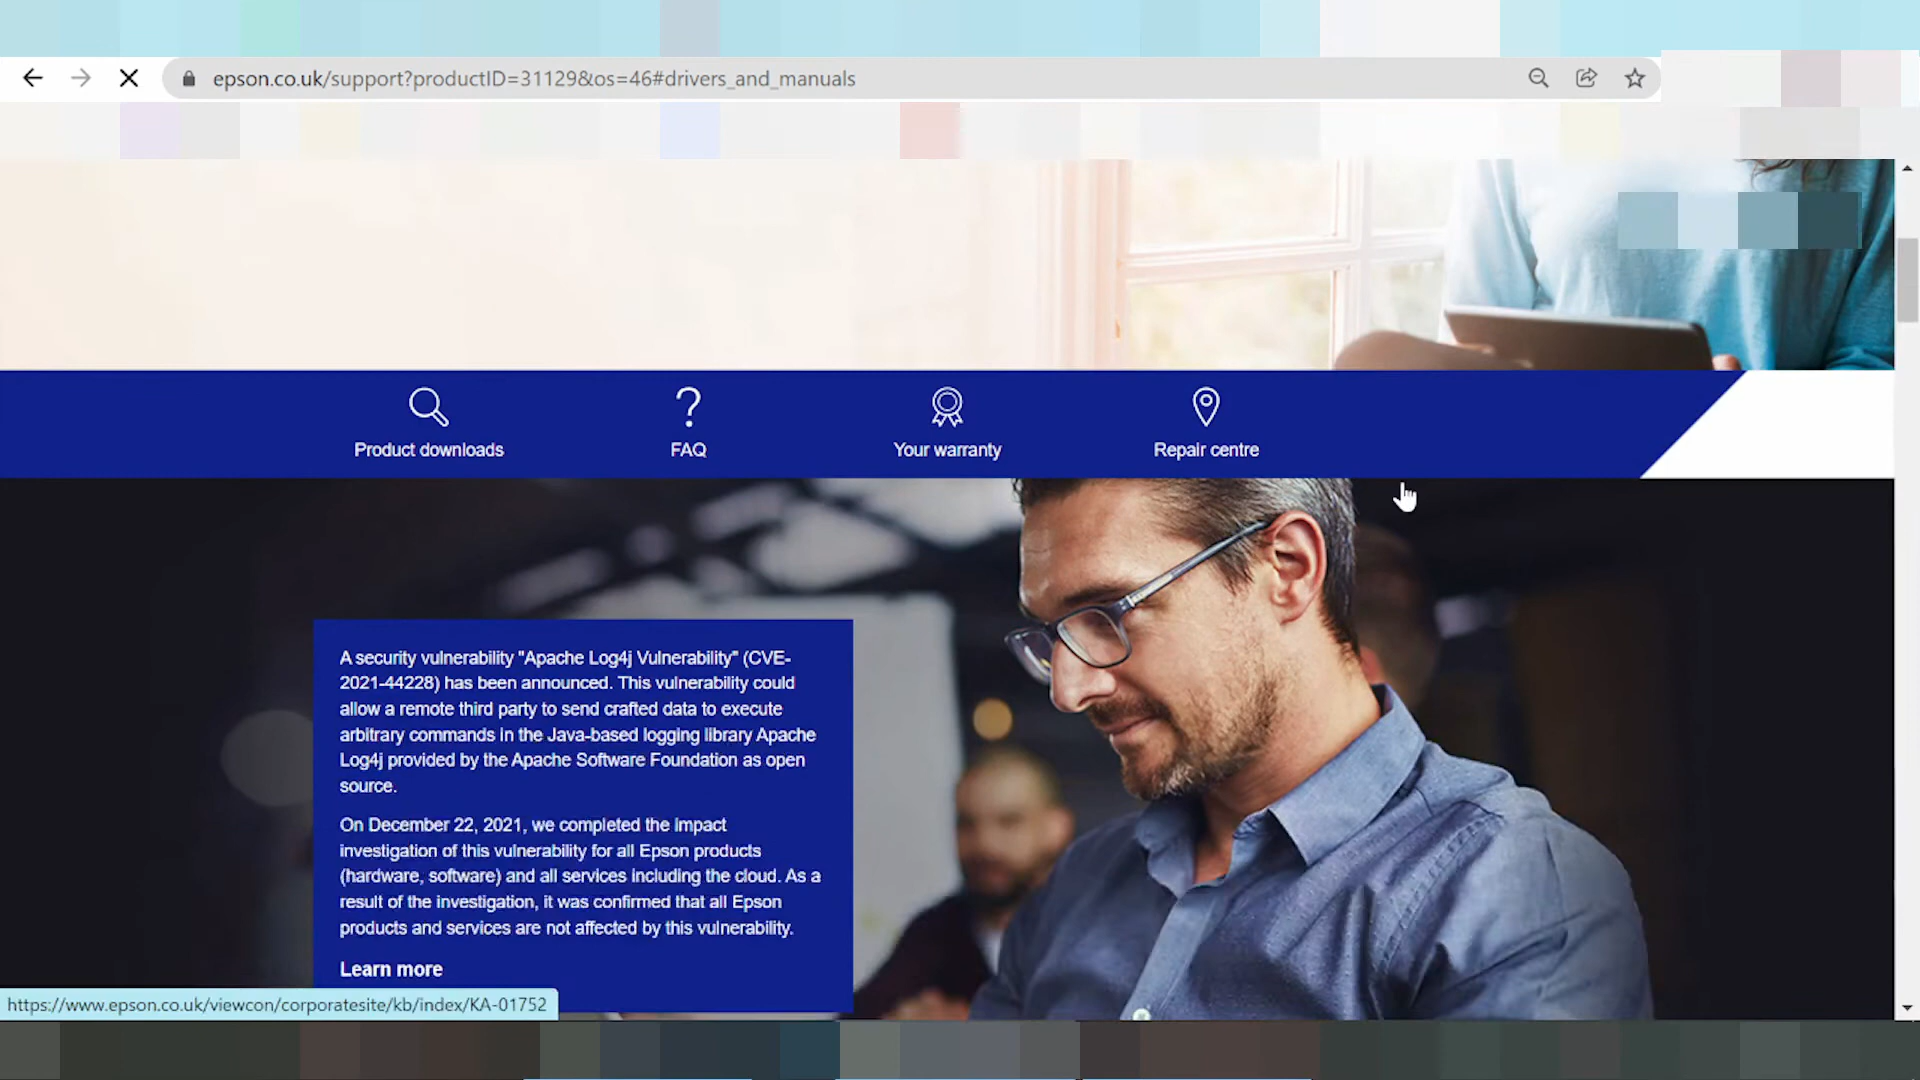 epson.co.uk/support?productID=31129&os=46#drivers_and_manuals
Product downloads
FAQ
Your warranty
Repair centre
A security vulnerability "Apache Log4j Vulnerability" (CVE-
2021-44228) has been announced. This vulnerability could
allow a remote third party to send crafted data to execute
arbitrary commands in the Java-based logging library Apache
Log4j provided by the Apache Software Foundation as open
source.
On December 22, 2021, we completed the impact
investigation of this vulnerability for all Epson products
(hardware, software) and all services including the cloud. As a
result of the investigation, it was confirmed that all Epson
products and services are not affected by this vulnerability.
Learn more
https://www.epson.co.uk/viewcon/corporatesite/kb/index/KA-01752